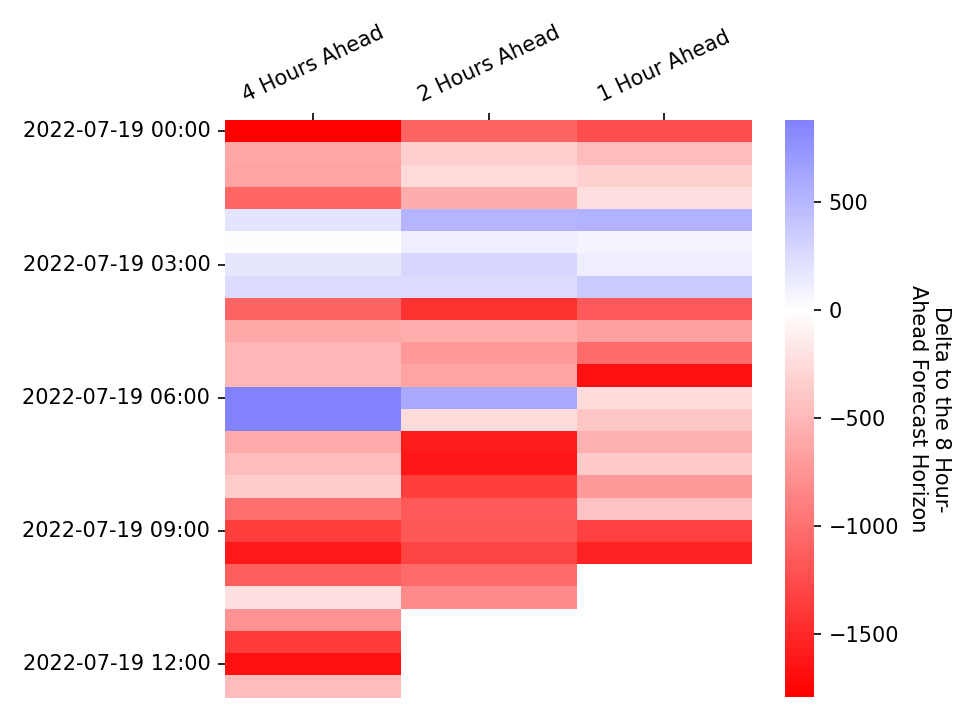 4 Hours Ahead
2 Hours Ahead
1 Hour Ahead
2022-07-19 00:00
2022-07-19 03:00
2022-07-19 06:00
2022-07-19 09:00
2022-07-19 12:00
500
0
−500
−1000
−1500
Delta to the 8 Hour-
Ahead Forecast Horizon